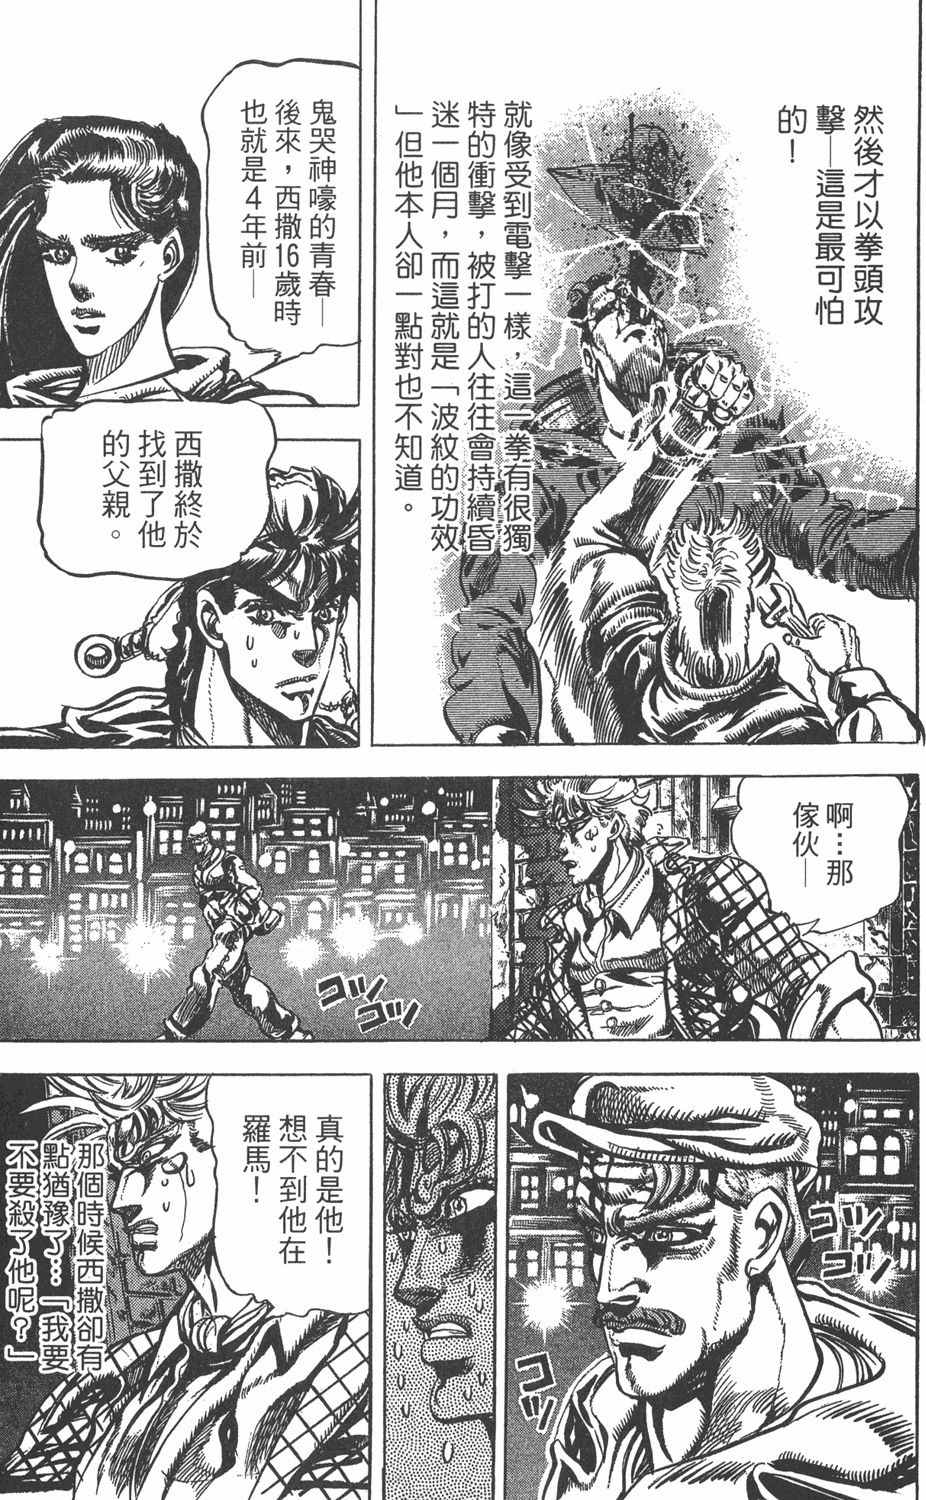 然後才以拳頭攻
擊—這是最可怕
的！
就像受到電擊一樣，這一拳有很獨
特的衝擊，被打的人往往會持續昏
迷一個月，而這就是「波紋的功效
」但他本人卻一點對也不知道。
鬼哭神嚎的青春—
後來，西撒16歲時
也就是4年前—
西撒終於
找到了他
的父親。
啊…那
傢伙—
コツ
コツ
コツ
コツ
コツ
真的是他！
想不到他在
羅馬！
那個時候西撒卻有
點猶豫了…「我要
不要殺了他呢？」